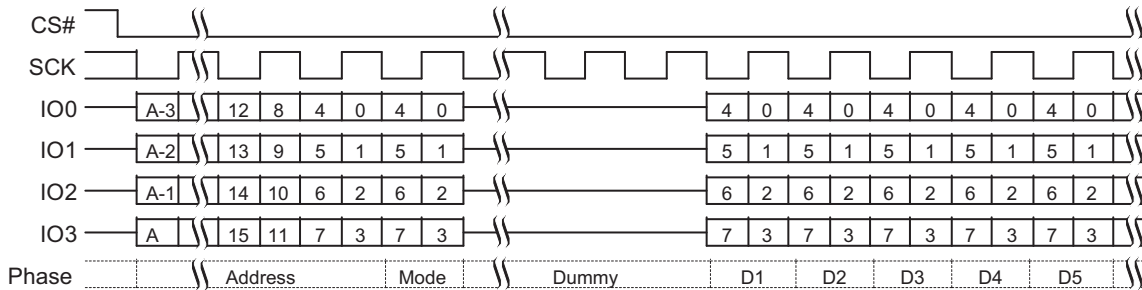 CS#
SCK
IO0 A-3 12 8 4 0 4 0 4 0 4 0 4 0 4 0 4 0
IO1 A-2 13 9 5 1 5 1 5 1 5 1 5 1 5 1 5 1
IO2 A-1 14 10 6 2 6 2 6 2 6 2 6 2 6 2 6 2
IO3 A 15 11 7 3 7 3 7 3 7 3 7 3 7 3 7 3
Phase Address Mode Dummy D1 D2 D3 D4 D5